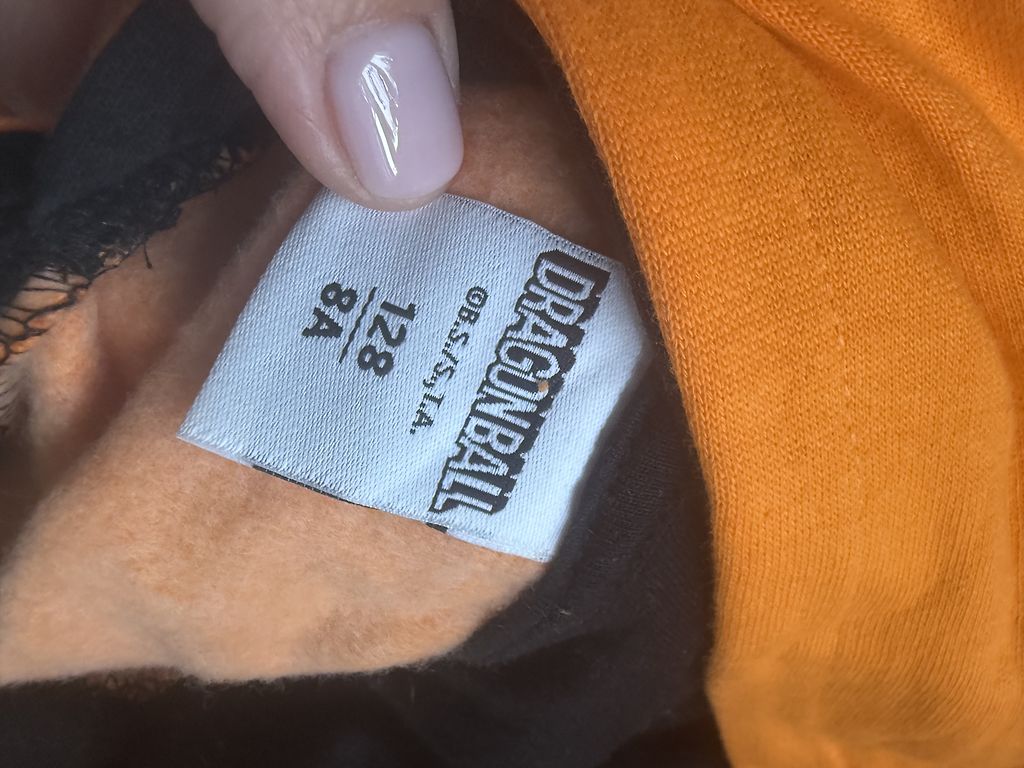 DRAGONBALL
©B.S./S., T.A.
128
8A